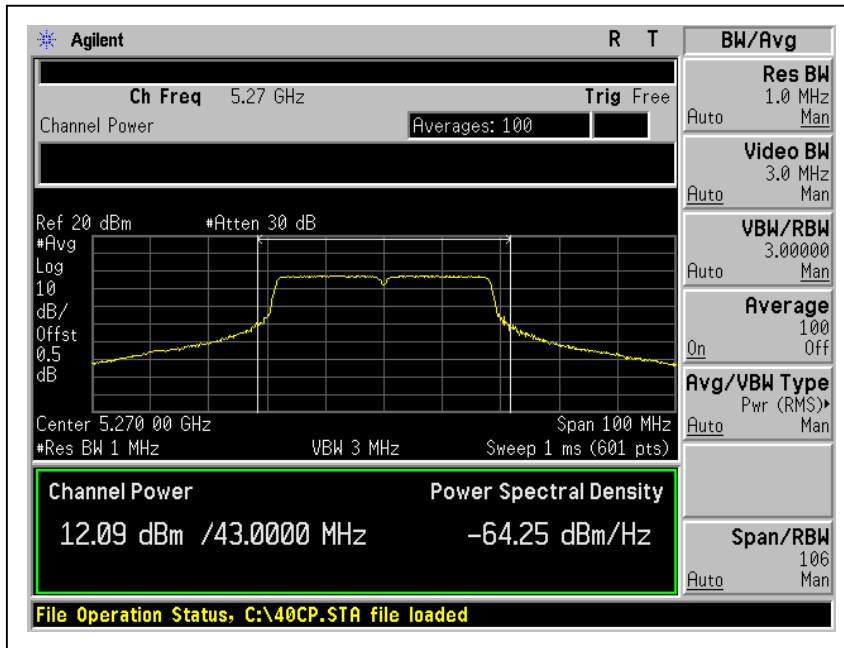 Agilent R T
Ch Freq 5.27 GHz Trig Free
Channel Power Averages: 100
Ref 20 dBm #Atten 30 dB
#Avg
Log
10
dB/
Offst
0.5
dB
Center 5.270 00 GHz Span 100 MHz
#Res BW 1 MHz VBW 3 MHz Sweep 1 ms (601 pts)
Channel Power Power Spectral Density
12.09 dBm /43.0000 MHz -64.25 dBm/Hz
File Operation Status, C:\40CP.STA file loaded
BW/Avg
Res BW
1.0 MHz
Auto Man
Video BW
3.0 MHz
Auto Man
VBW/RBW
3.00000
Auto Man
Average
100
On Off
Avg/VBW Type
Pwr (RMS)▸
Auto Man
Span/RBW
106
Auto Man